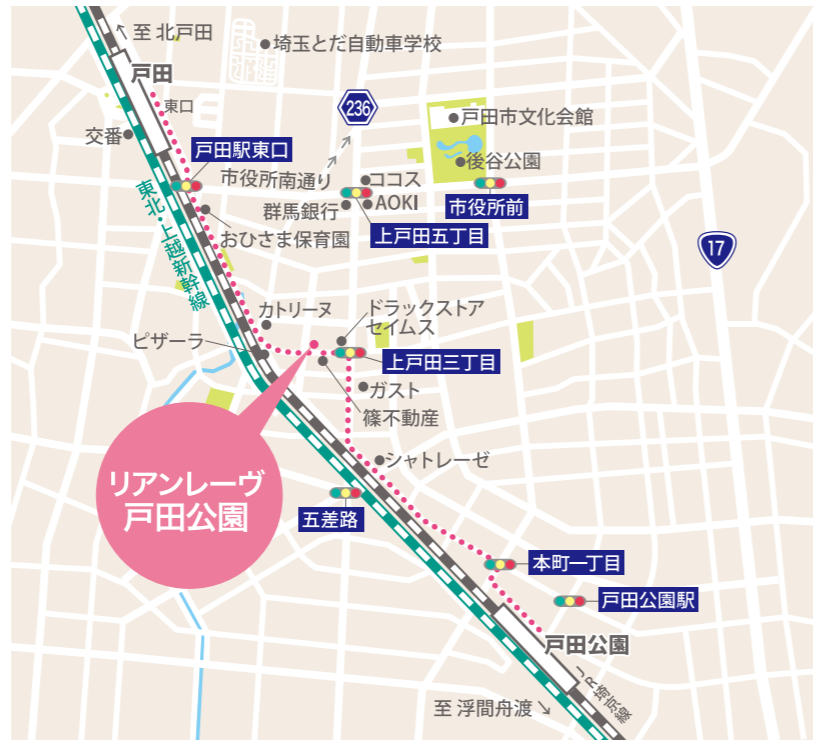 至 北戸田
埼玉とだ自動車学校
戸田
東口
236
戸田市文化会館
交番
戸田駅東口
後谷公園
市役所南通り
ココス
群馬銀行
AOKI
市役所前
上戸田五丁目
おひさま保育園
東北・上越新幹線
17
カトリーヌ
ドラックストア
セイムス
ピザーラ
上戸田三丁目
ガスト
篠不動産
リアンレーヴ
戸田公園
シャトレーゼ
五差路
本町一丁目
戸田公園駅
戸田公園
JR埼京線
至 浮間舟渡